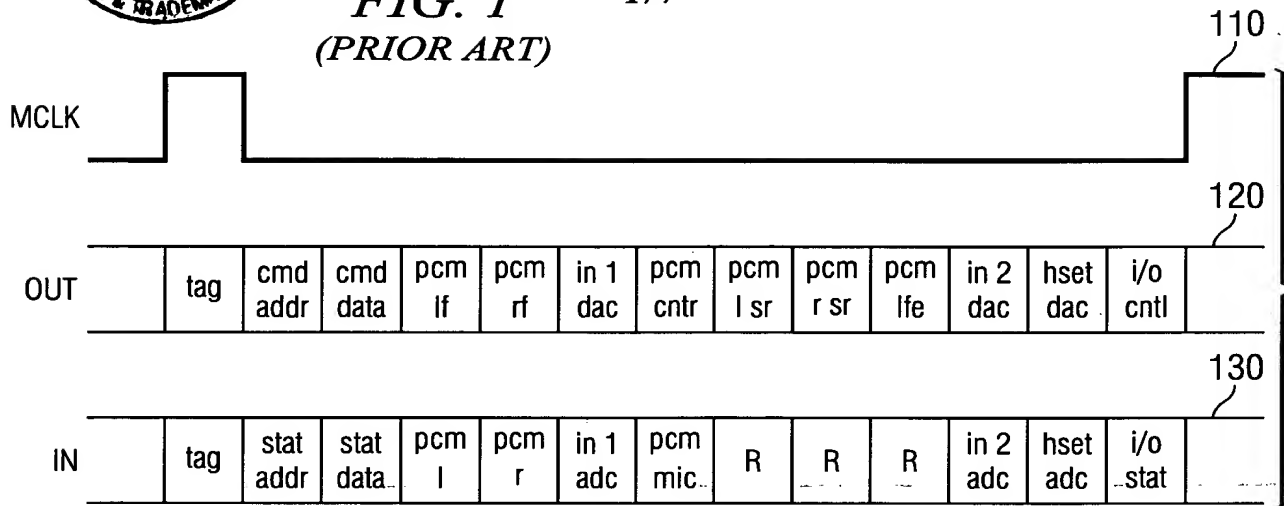 & TRADEM
FIG. 1
(PRIOR ART)
110
MCLK
120
OUT
tag
cmd addr
cmd data
pcm lf
pcm rf
in 1 dac
pcm cntr
pcm l sr
pcm r sr
pcm lfe
in 2 dac
hset dac
i/o cntl
130
IN
tag
stat addr
stat data
pcm l
pcm r
in 1 adc
pcm mic
R
R
R
in 2 adc
hset adc
i/o stat